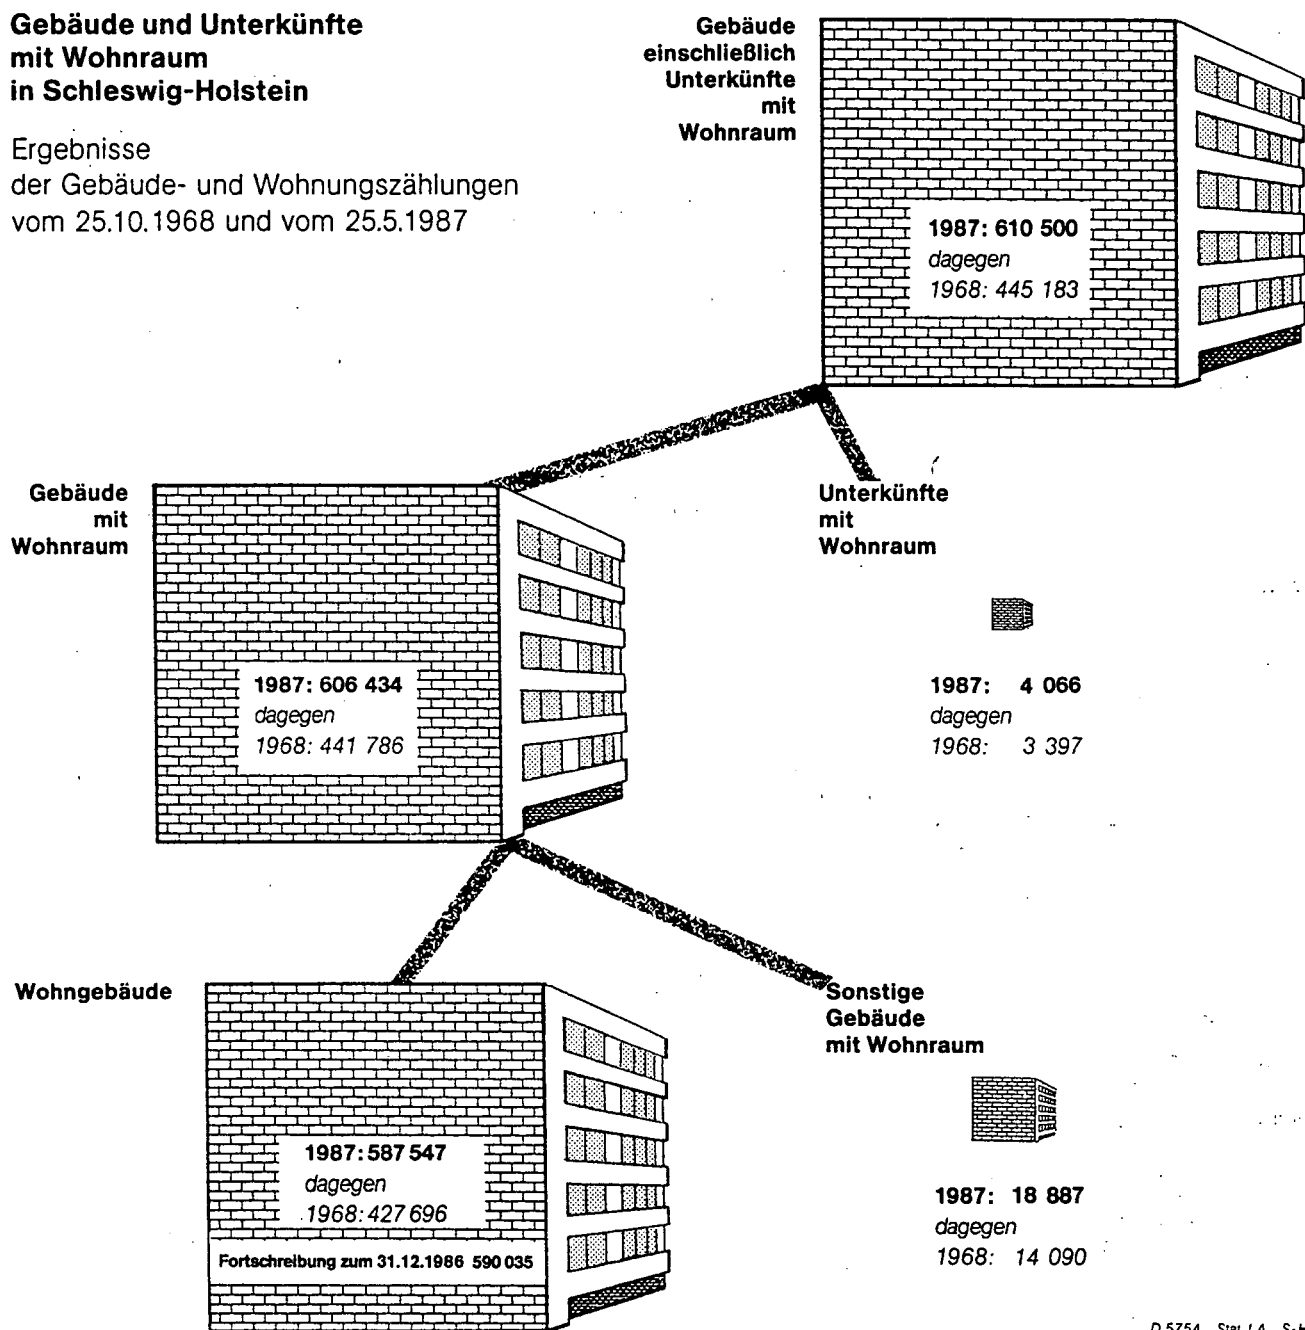 Gebäude und Unterkünfte
mit Wohnraum
in Schleswig-Holstein
Ergebnisse
der Gebäude- und Wohnungszählungen
vom 25.10.1968 und vom 25.5.1987
Gebäude
einschließlich
Unterkünfte
mit
Wohnraum
1987: 610 500
dagegen
1968: 445 183
Gebäude
mit
Wohnraum
1987: 606 434
dagegen
1968: 441 786
Unterkünfte
mit
Wohnraum
1987: 4 066
dagegen
1968: 3 397
Wohngebäude
1987: 587 547
dagegen
1968: 427 696
Fortschreibung zum 31.12.1986 590 035
Sonstige
Gebäude
mit Wohnraum
1987: 18 887
dagegen
1968: 14 090
D 5754 Stat. LA S-H